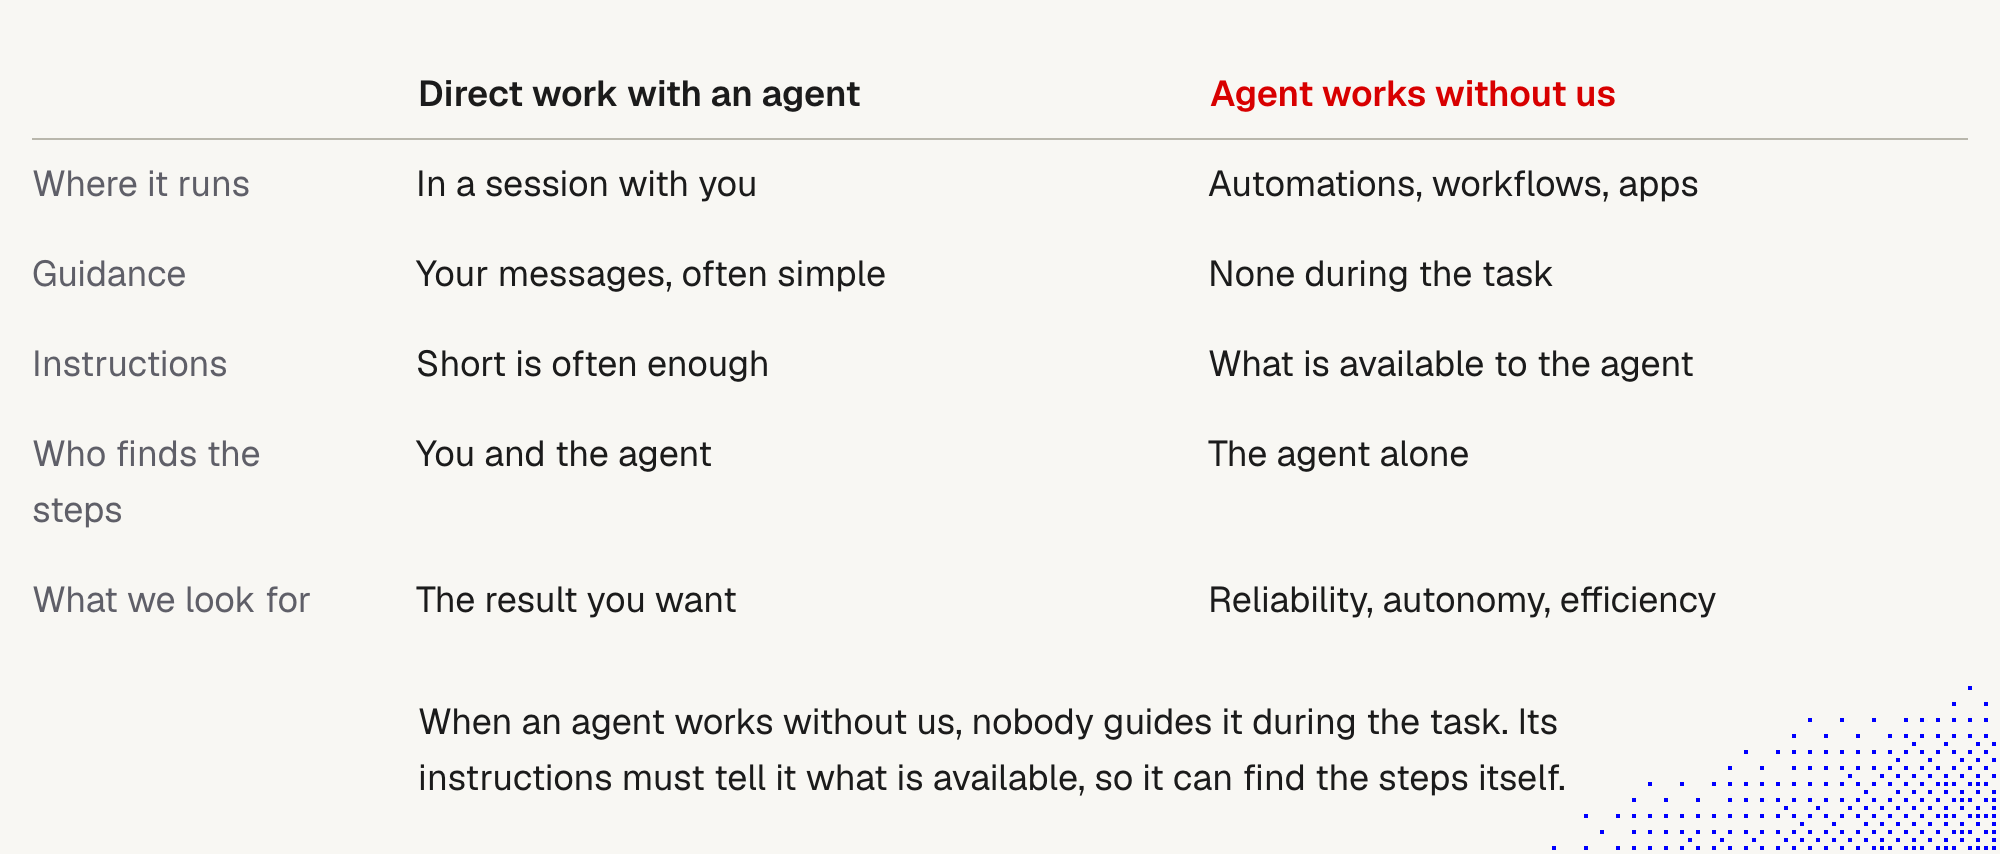 Direct work with an agent
Agent works without us
Where it runs
In a session with you
Automations, workflows, apps
Guidance
Your messages, often simple
None during the task
Instructions
Short is often enough
What is available to the agent
Who finds the
steps
You and the agent
The agent alone
What we look for
The result you want
Reliability, autonomy, efficiency
When an agent works without us, nobody guides it during the task. Its
instructions must tell it what is available, so it can find the steps itself.